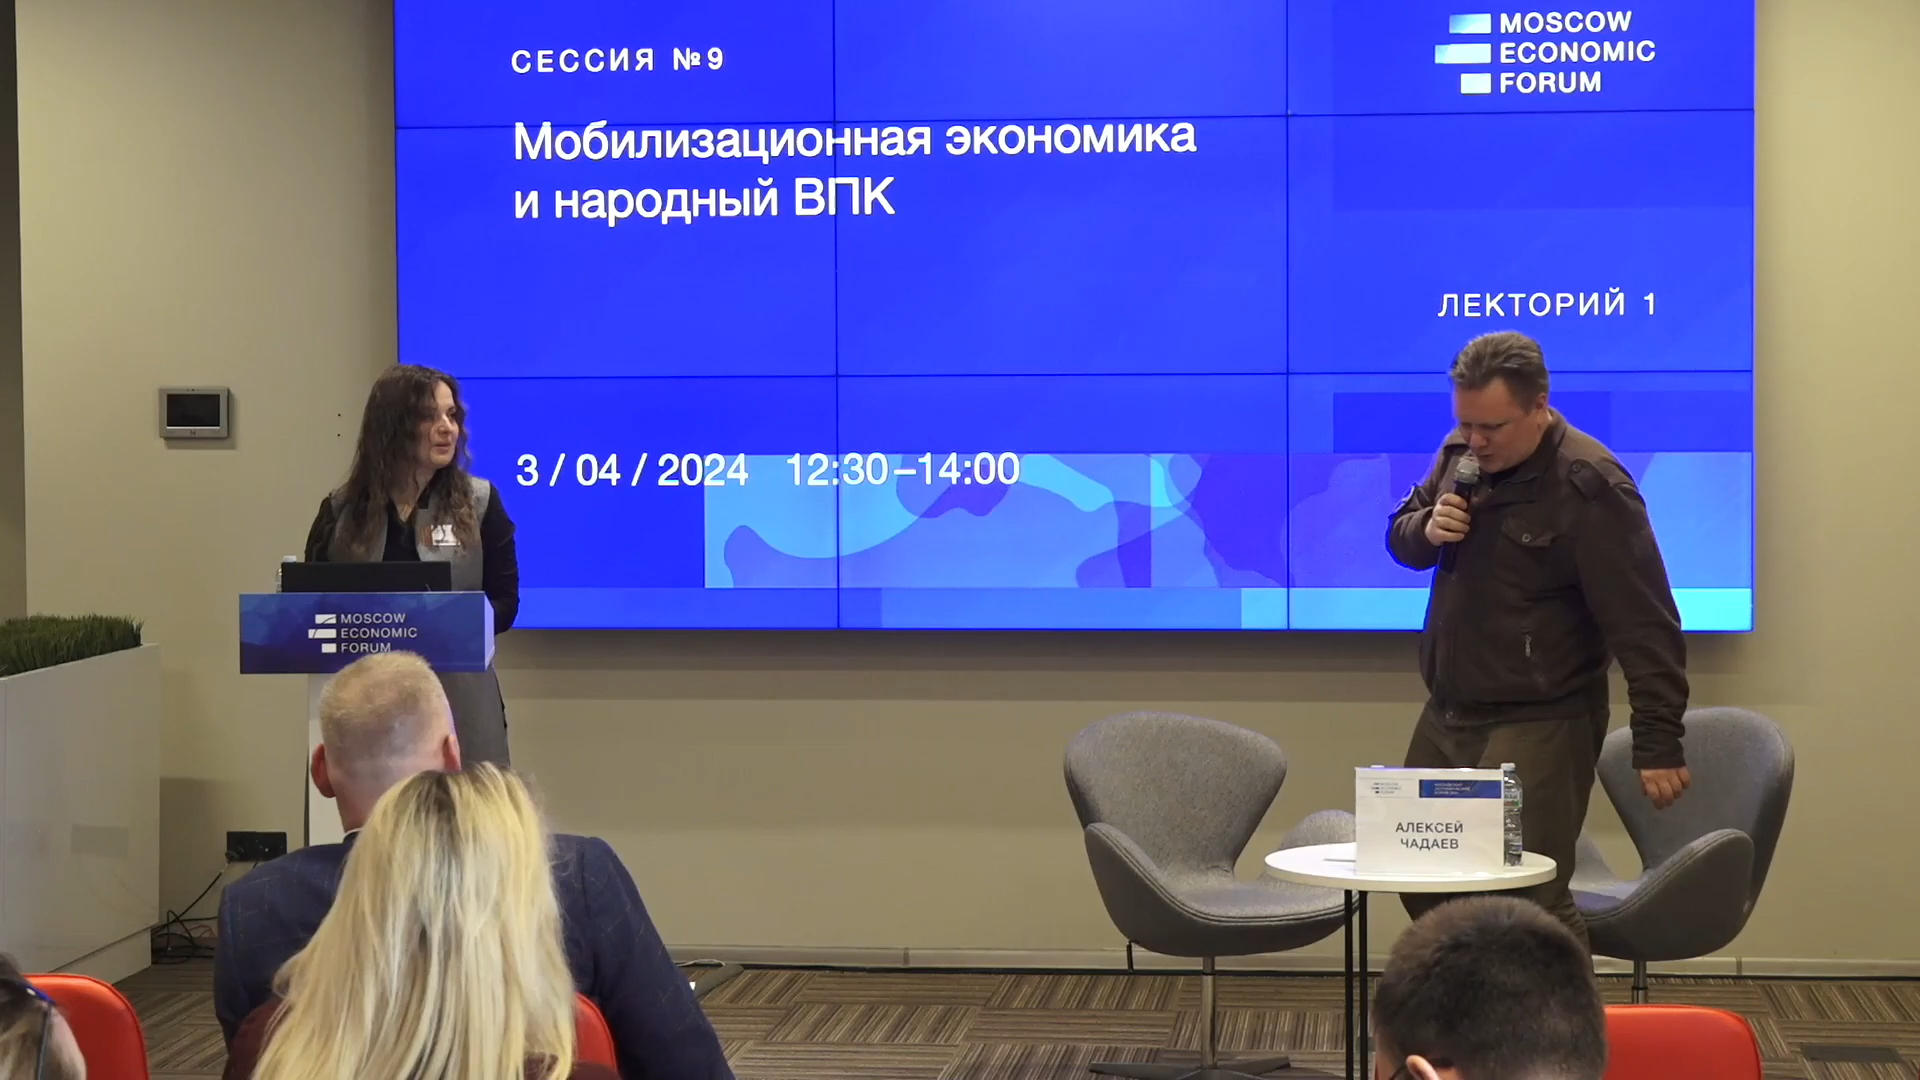 СЕССИЯ №9
MOSCOW
ECONOMIC
FORUM
Мобилизационная экономика
и народный ВПК
ЛЕКТОРИЙ 1
3 / 04 / 2024 12:30–14:00
MOSCOW
ECONOMIC
FORUM
АЛЕКСЕЙ
ЧАДАЕВ